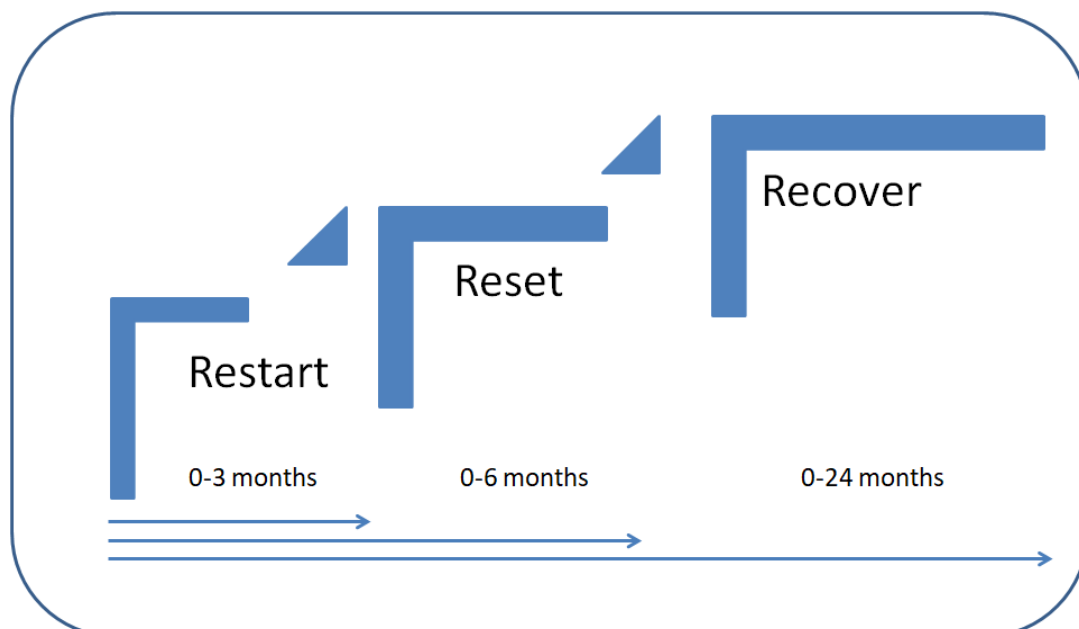 Recover
Reset
Restart
0-3 months
0-6 months
0-24 months